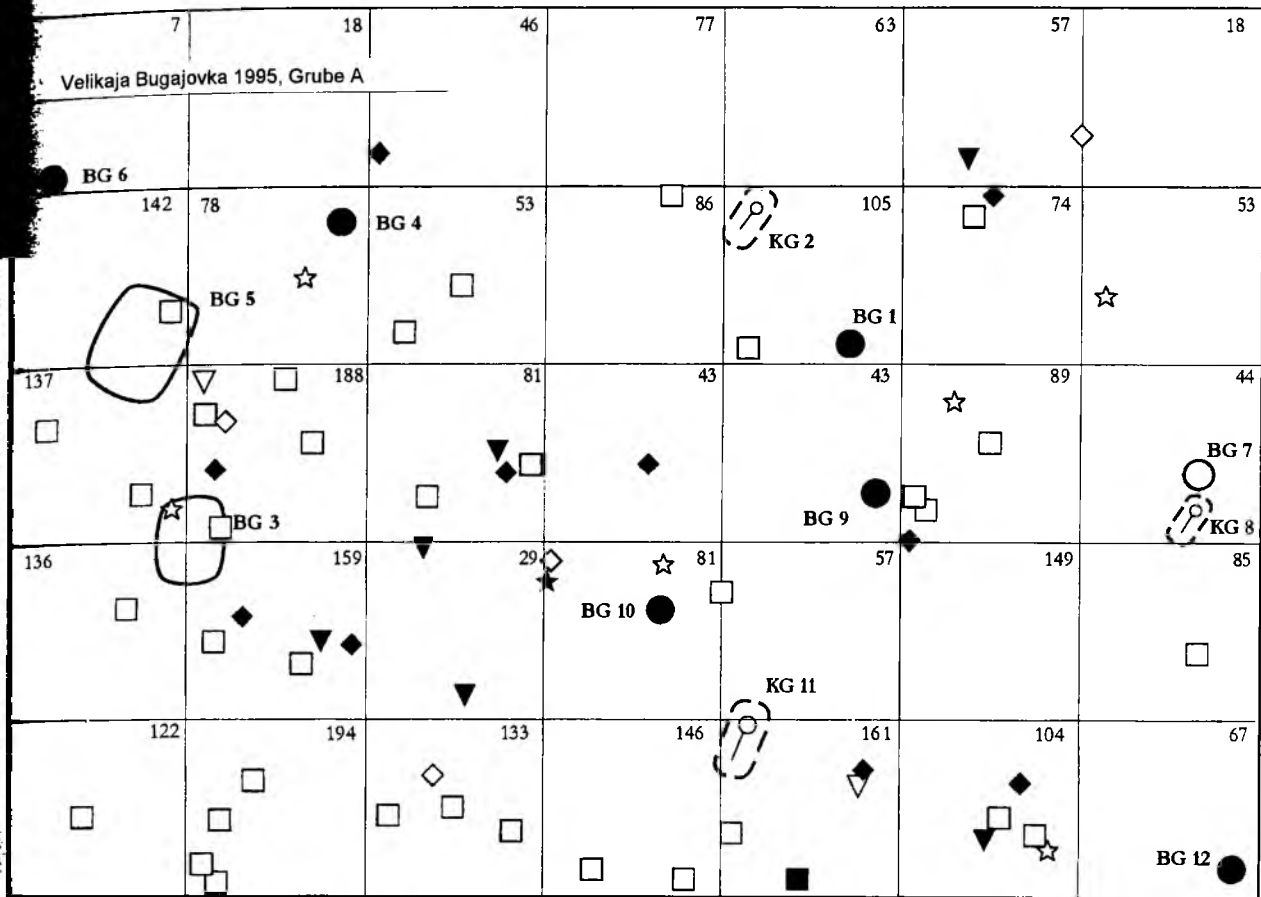 7 18 46 77 63 57 18
Velikaja Bugajovka 1995, Grube A
BG 6
142 78 53 86 105 74 53
BG 4
KG 2
BG 5
BG 1
137 188 81 43 43 89 44
BG 7
BG 3
BG 9
KG 8
136 159 29 81 57 149 85
BG 10
KG 11
122 194 133 146 161 104 67
BG 12